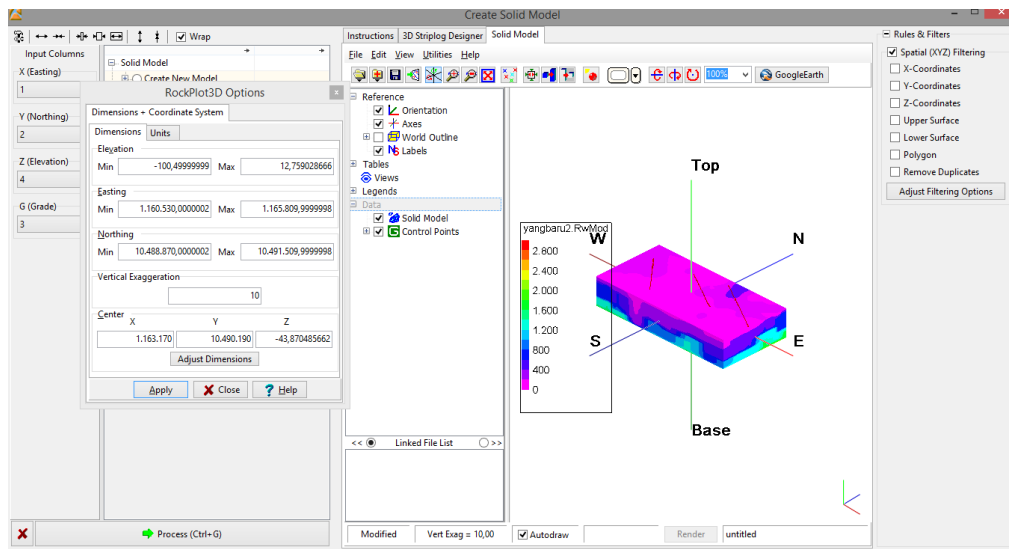 Create Solid Model
Wrap
Input Columns
X (Easting)
1
Y (Northing)
2
Z (Elevation)
4
G (Grade)
3
Solid Model
Create New Model
RockPlot3D Options
x
Dimensions + Coordinate System
Dimensions Units
Elevation
Min -100,49999999 Max 12,759028666
Easting
Min 1.160.530,0000002 Max 1.165.809,9999998
Northing
Min 10.488.870,0000002 Max 10.491.509,9999998
Vertical Exaggeration
10
Center
X Y Z
1.163.170 10.490.190 -43,870485662
Adjust Dimensions
Apply Close ? Help
Process (Ctrl+G)
Instructions 3D Striplog Designer Solid Model
File Edit View Utilities Help
100% GoogleEarth
Reference
Orientation
Axes
World Outline
Labels
Tables
Views
Legends
Data
Solid Model
Control Points
<< Linked File List >>
Top
yangbaru2.RwMod
W
N
2.800
2.400
2.000
1.600
1.200
800
400
0
S
E
Base
Modified Vert Exag = 10,00 Autodraw Render untitled
Rules & Filters
Spatial (XYZ) Filtering
X-Coordinates
Y-Coordinates
Z-Coordinates
Upper Surface
Lower Surface
Polygon
Remove Duplicates
Adjust Filtering Options